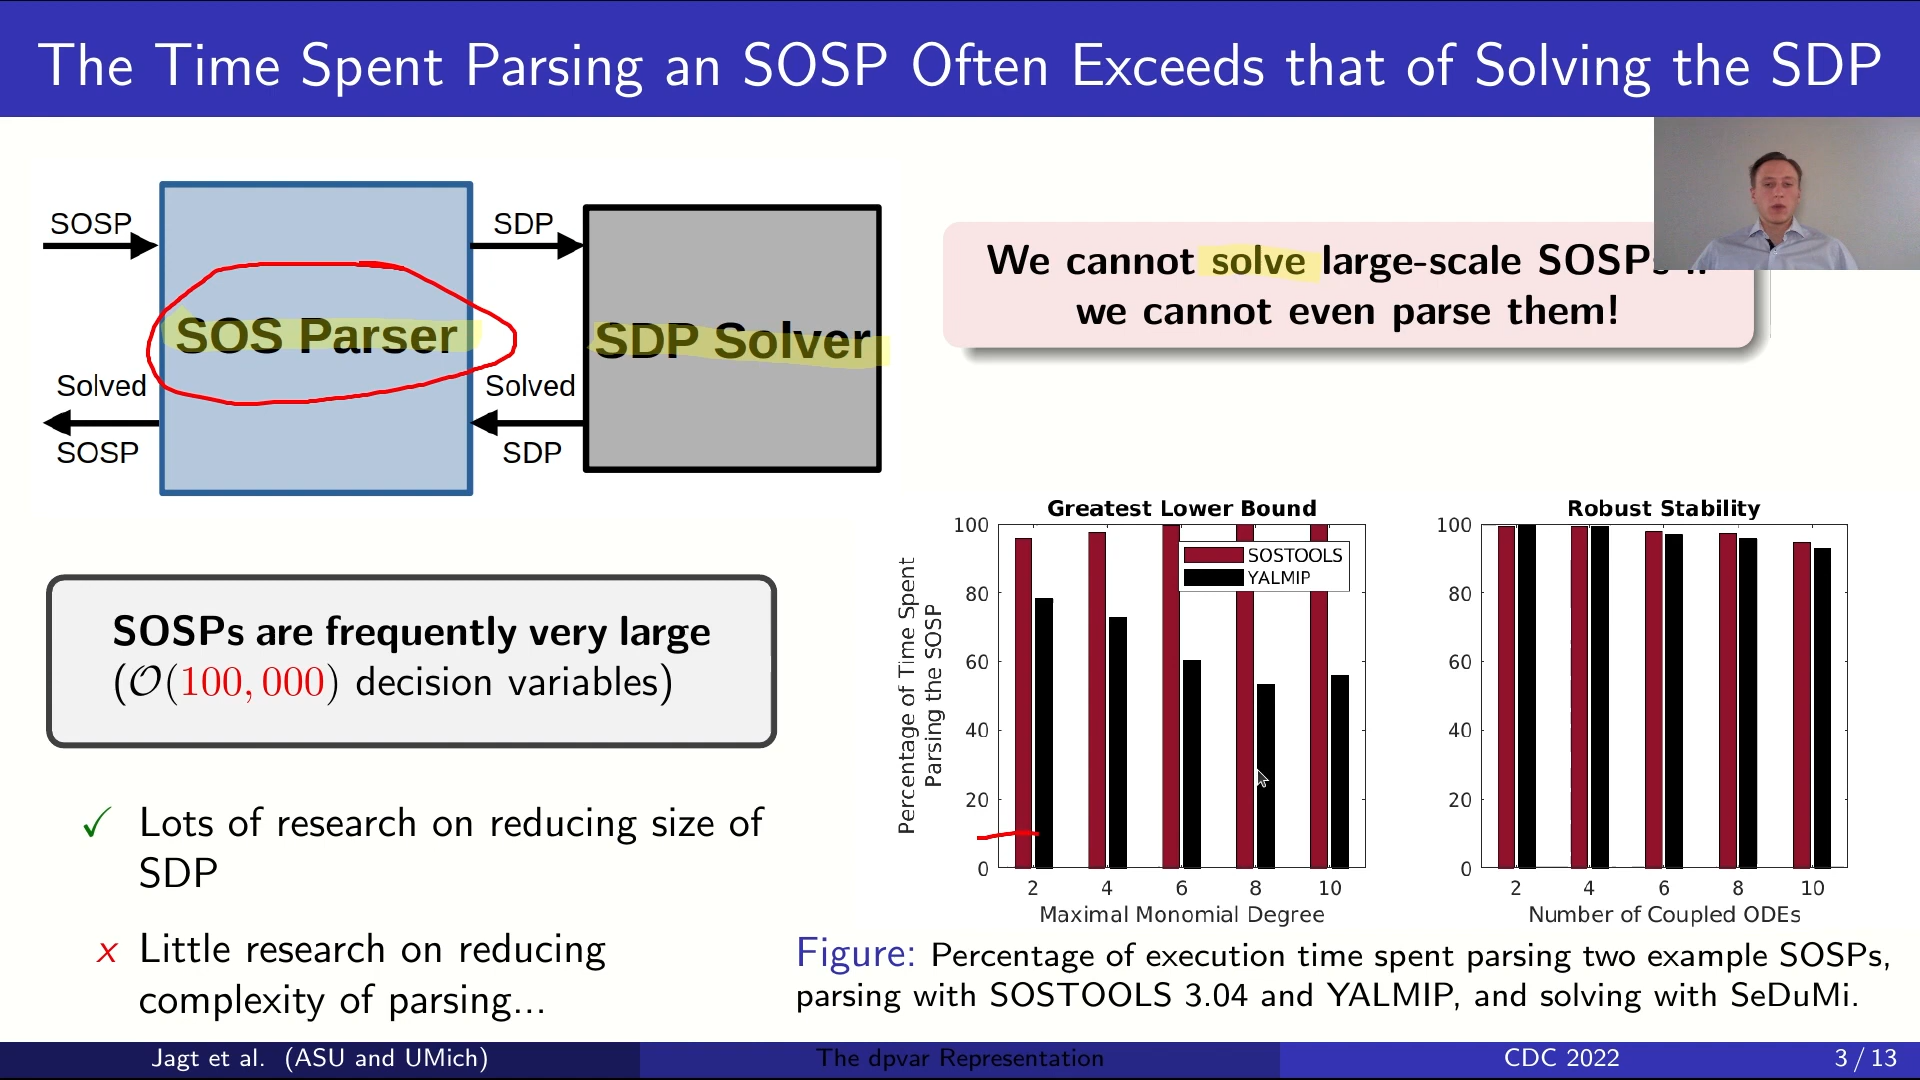 The Time Spent Parsing an SOSP Often Exceeds that of Solving the SDP
SOSP
SDP
SOS Parser
SDP Solver
Solved
SOSP
Solved
SDP
We cannot solve large-scale SOSPs
we cannot even parse them!
SOSPs are frequently very large
(𝒪(100, 000) decision variables)
✓ Lots of research on reducing size of
SDP
x Little research on reducing
complexity of parsing...
Greatest Lower Bound
Percentage of Time Spent
Parsing the SOSP
100
80
60
40
20
0
SOSTOOLS
YALMIP
2 4 6 8 10
Maximal Monomial Degree
Robust Stability
100
80
60
40
20
0
2 4 6 8 10
Number of Coupled ODEs
Figure: Percentage of execution time spent parsing two example SOSPs,
parsing with SOSTOOLS 3.04 and YALMIP, and solving with SeDuMi.
Jagt et al. (ASU and UMich)
The dpvar Representation
CDC 2022
3 / 13